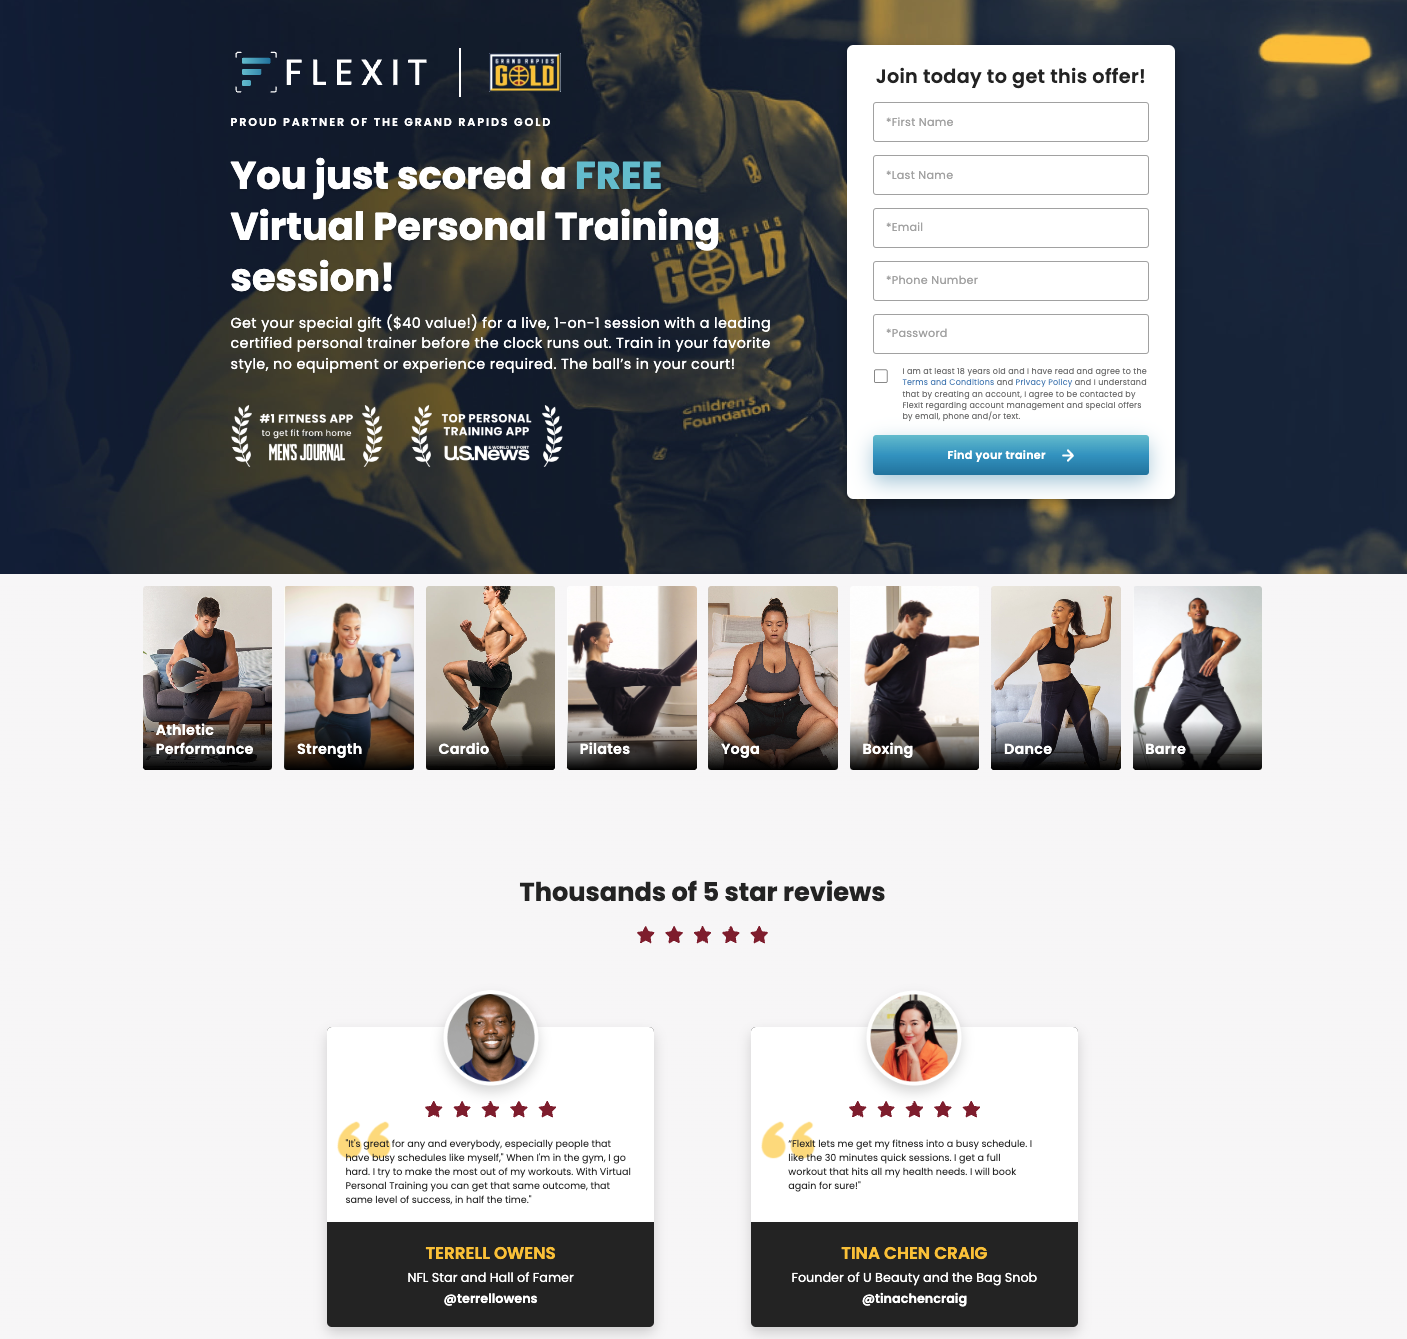 FLEXIT
GRAND RAPIDS
GOLD
PROUD PARTNER OF THE GRAND RAPIDS GOLD
You just scored a FREE
Virtual Personal Training
session!
Get your special gift ($40 value!) for a live, 1-on-1 session with a leading
certified personal trainer before the clock runs out. Train in your favorite
style, no equipment or experience required. The ball's in your court!
#1 FITNESS APP
to get fit from home
MEN'S JOURNAL
TOP PERSONAL
TRAINING APP
U.S.News
& WORLD REPORT
GRAND RAPIDS
GOLD
1
Children's
Foundation
Join today to get this offer!
*First Name
*Last Name
*Email
*Phone Number
*Password
I am at least 18 years old and I have read and agree to the
Terms and Conditions and Privacy Policy and I understand
that by creating an account, I agree to be contacted by
FlexIt regarding account management and special offers
by email, phone and/or text.
Find your trainer
Athletic
Performance
Strength
Cardio
Pilates
Yoga
Boxing
Dance
Barre
Thousands of 5 star reviews
"It's great for any and everybody, especially people that
have busy schedules like myself," When I'm in the gym, I go
hard. I try to make the most out of my workouts. With Virtual
Personal Training you can get that same outcome, that
same level of success, in half the time."
TERRELL OWENS
NFL Star and Hall of Famer
@terrellowens
"FlexIt lets me get my fitness into a busy schedule. I
like the 30 minutes quick sessions. I get a full
workout that hits all my health needs. I will book
again for sure!"
TINA CHEN CRAIG
Founder of U Beauty and the Bag Snob
@tinachencraig